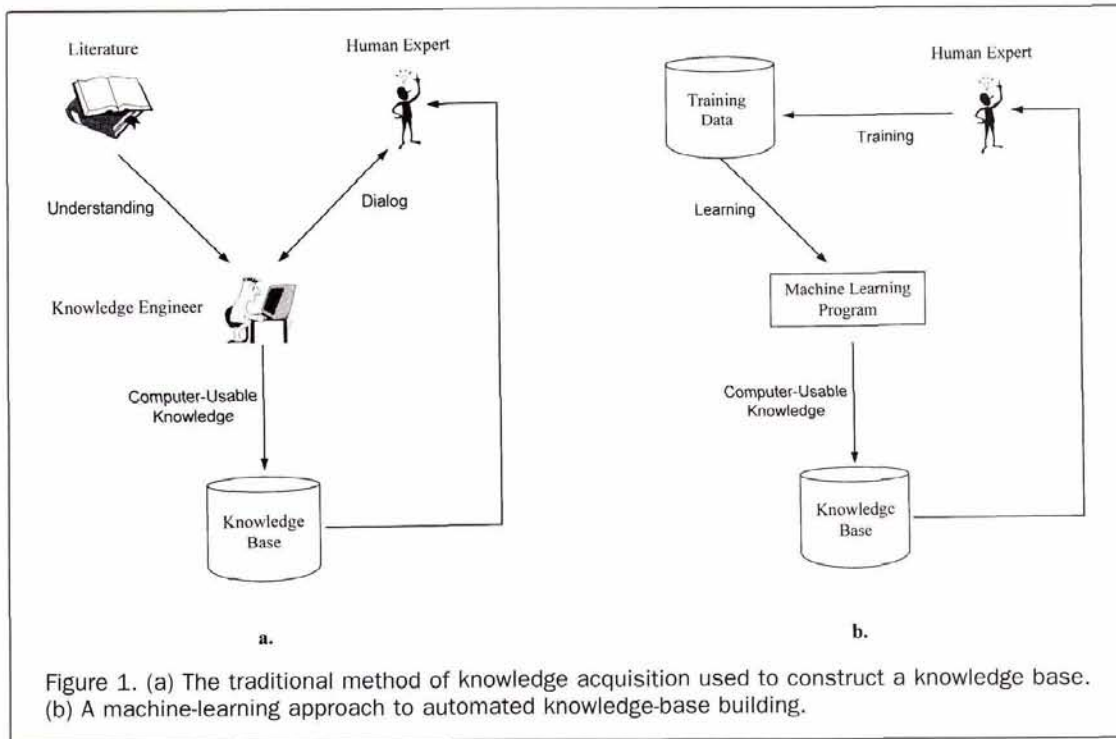 Literature
Human Expert
Understanding
Dialog
Knowledge Engineer
Computer-Usable
Knowledge
Knowledge
Base
a.
Human Expert
Training
Data
Training
Learning
Machine Learning
Program
Computer-Usable
Knowledge
Knowledge
Base
b.
Figure 1. (a) The traditional method of knowledge acquisition used to construct a knowledge base.
(b) A machine-learning approach to automated knowledge-base building.